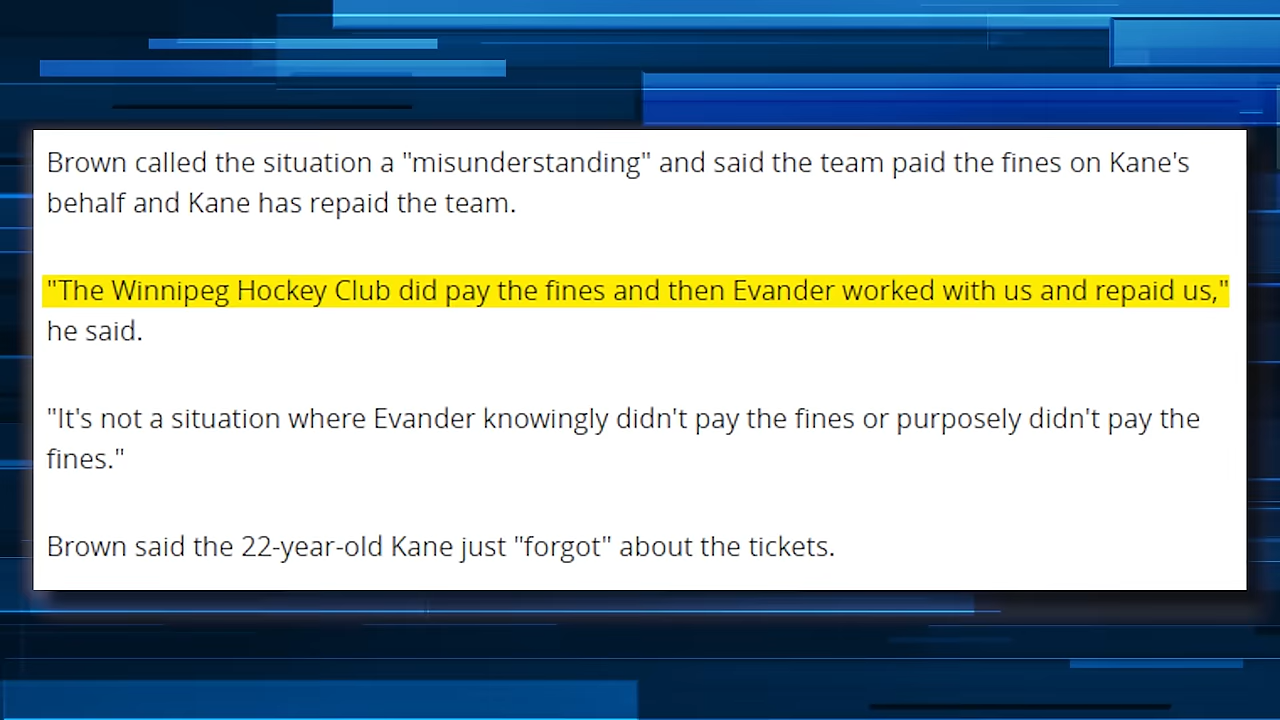 Brown called the situation a "misunderstanding" and said the team paid the fines on Kane's
behalf and Kane has repaid the team.
"The Winnipeg Hockey Club did pay the fines and then Evander worked with us and repaid us,"
he said.
"It's not a situation where Evander knowingly didn't pay the fines or purposely didn't pay the
fines."
Brown said the 22-year-old Kane just "forgot" about the tickets.